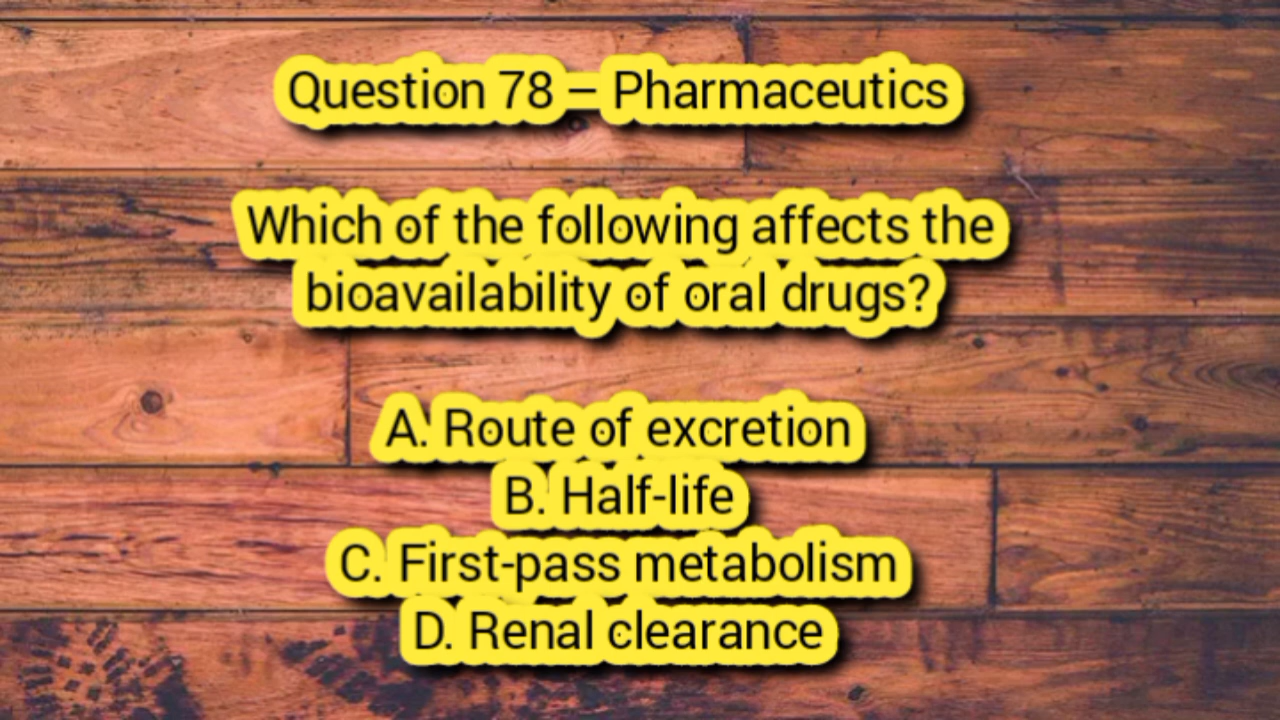 Question 78 – Pharmaceutics
Which of the following affects the
bioavailability of oral drugs?
A. Route of excretion
B. Half-life
C. First-pass metabolism
D. Renal clearance